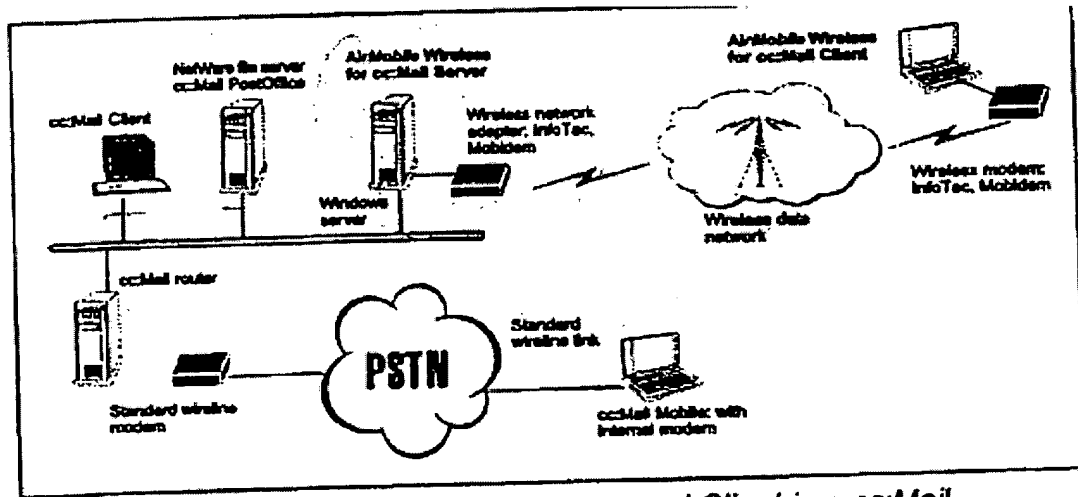 cc:Mail Client
NetWare file server
cc:Mail PostOffice
AirMobile Wireless
for cc:Mail Server
Wireless network
adapter; InfoTac,
Mobidem
Windows
server
AirMobile Wireless
for cc:Mail Client
Wireless modem:
InfoTac, Mobidem
Wireless data
network
cc:Mail router
Standard wireline
modem
PSTN
Standard
wireline link
cc:Mail Mobile: with
internal modem
cc:Mail